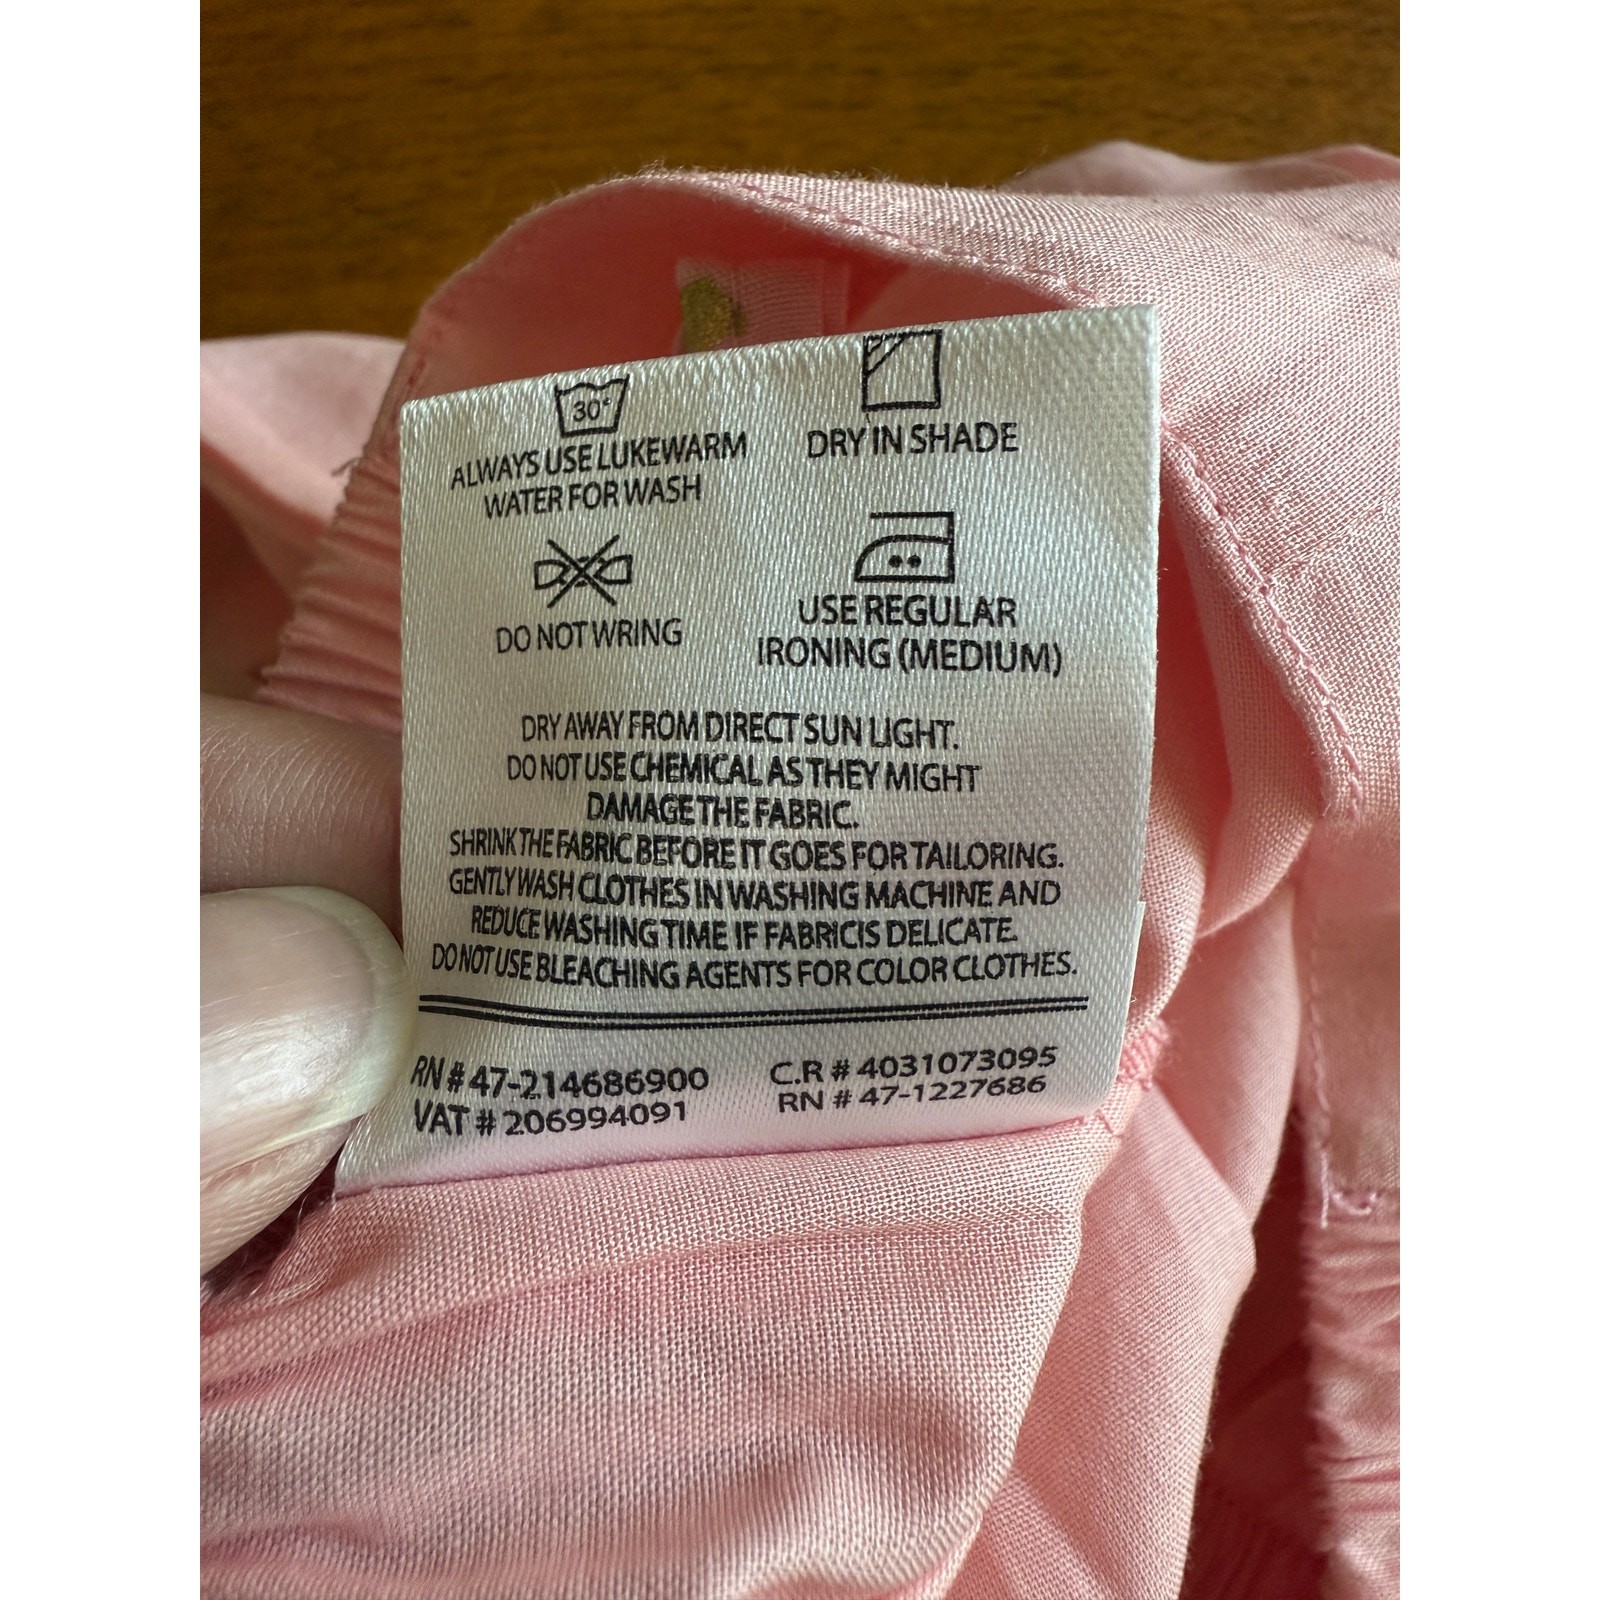 30°
ALWAYS USE LUKEWARM
WATER FOR WASH
DRY IN SHADE
DO NOT WRING
USE REGULAR
IRONING (MEDIUM)
DRY AWAY FROM DIRECT SUN LIGHT.
DO NOT USE CHEMICAL AS THEY MIGHT
DAMAGE THE FABRIC.
SHRINK THE FABRIC BEFORE IT GOES FOR TAILORING.
GENTLY WASH CLOTHES IN WASHING MACHINE AND
REDUCE WASHING TIME IF FABRICIS DELICATE.
DO NOT USE BLEACHING AGENTS FOR COLOR CLOTHES.
RN # 47-214686900
VAT # 206994091
C.R # 4031073095
RN # 47-1227686